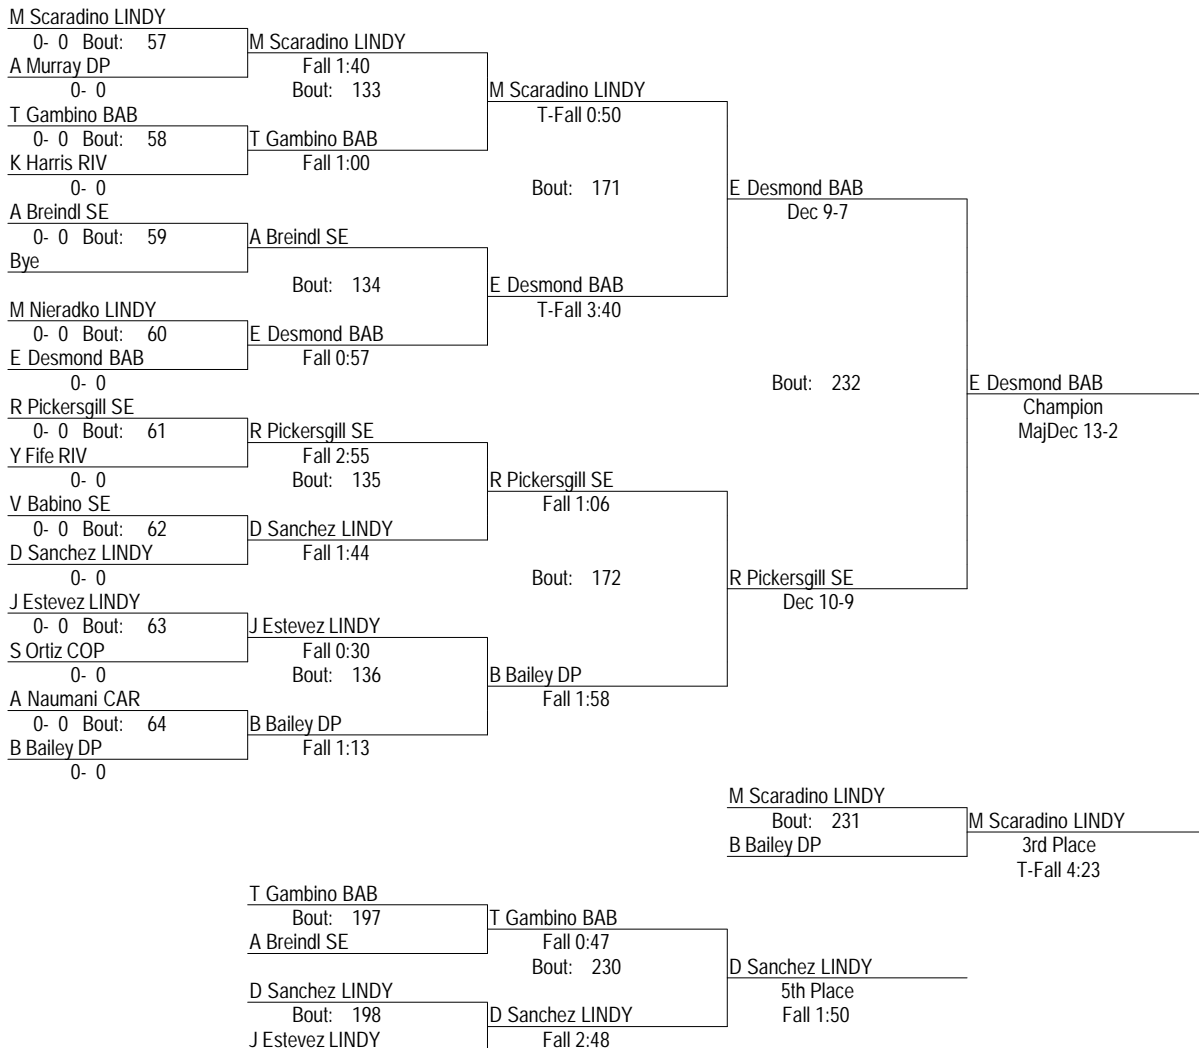 M Scaradino LINDY
0- 0 Bout: 57
M Scaradino LINDY
A Murray DP
Fall 1:40
0- 0
Bout: 133
M Scaradino LINDY
T Gambino BAB
T-Fall 0:50
0- 0 Bout: 58
T Gambino BAB
K Harris RIV
Fall 1:00
0- 0
Bout: 171
E Desmond BAB
A Breindl SE
Dec 9-7
0- 0 Bout: 59
A Breindl SE
Bye
Bout: 134
E Desmond BAB
M Nieradko LINDY
T-Fall 3:40
0- 0 Bout: 60
E Desmond BAB
E Desmond BAB
Fall 0:57
0- 0
Bout: 232
E Desmond BAB
R Pickersgill SE
Champion
0- 0 Bout: 61
R Pickersgill SE
MajDec 13-2
Y Fife RIV
Fall 2:55
0- 0
Bout: 135
R Pickersgill SE
V Babino SE
Fall 1:06
0- 0 Bout: 62
D Sanchez LINDY
D Sanchez LINDY
Fall 1:44
0- 0
Bout: 172
R Pickersgill SE
J Estevez LINDY
Dec 10-9
0- 0 Bout: 63
J Estevez LINDY
S Ortiz COP
Fall 0:30
0- 0
Bout: 136
B Bailey DP
A Naumani CAR
Fall 1:58
0- 0 Bout: 64
B Bailey DP
B Bailey DP
Fall 1:13
0- 0
M Scaradino LINDY
Bout: 231
M Scaradino LINDY
B Bailey DP
3rd Place
T-Fall 4:23
T Gambino BAB
Bout: 197
T Gambino BAB
A Breindl SE
Fall 0:47
Bout: 230
D Sanchez LINDY
D Sanchez LINDY
5th Place
Bout: 198
D Sanchez LINDY
Fall 1:50
J Estevez LINDY
Fall 2:48